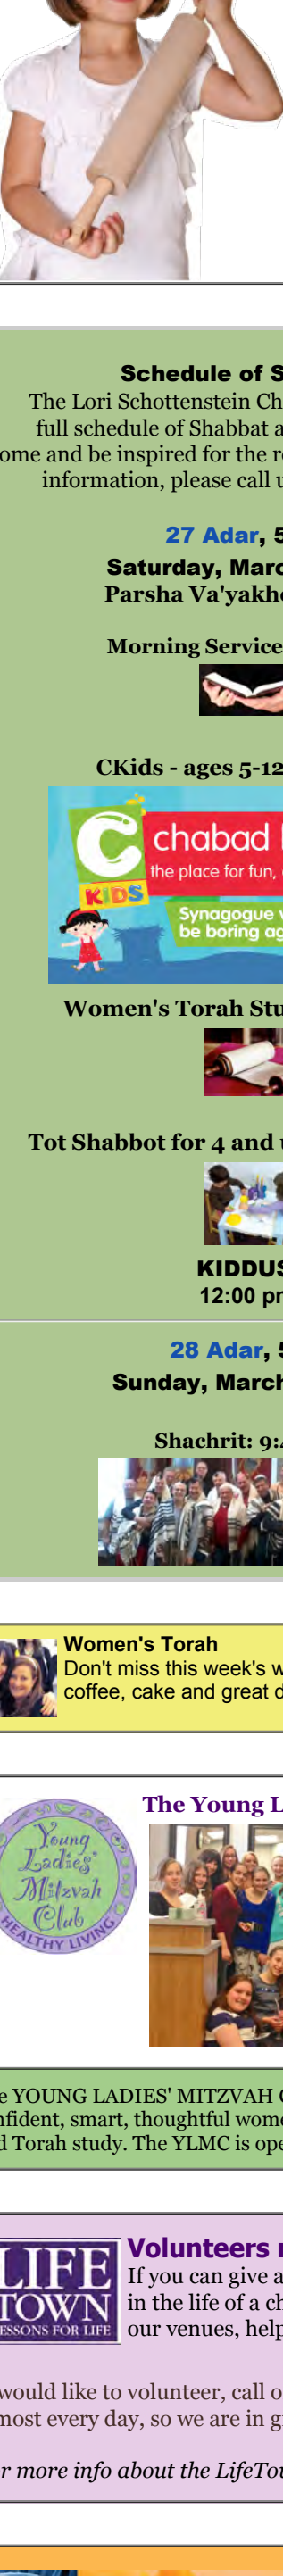 Schedule of S
The Lori Schottenstein Ch
full schedule of Shabbat a
ome and be inspired for the r
information, please call u
27 Adar, 5
Saturday, Marc
Parsha Va'yakh
Morning Service
CKids - ages 5-12
C KIDS
chabad
the place for fun,
Synagogue
be boring ag
Women's Torah Stu
Tot Shabbot for 4 and
KIDDUS
12:00 pm
28 Adar, 5
Sunday, March
Shachrit: 9:
Women's Torah
Don't miss this week's w
coffee, cake and great d
The Young L
Young
Ladies'
Mitzvah
Club
HEALTHY LIVING
e YOUNG LADIES' MITZVAH
nfident, smart, thoughtful wome
d Torah study. The YLMC is ope
LIFE
TOWN
ESSONS FOR LIFE
Volunteers
If you can give a
in the life of a ch
our venues, help
would like to volunteer, call o
most every day, so we are in g
r more info about the LifeTo